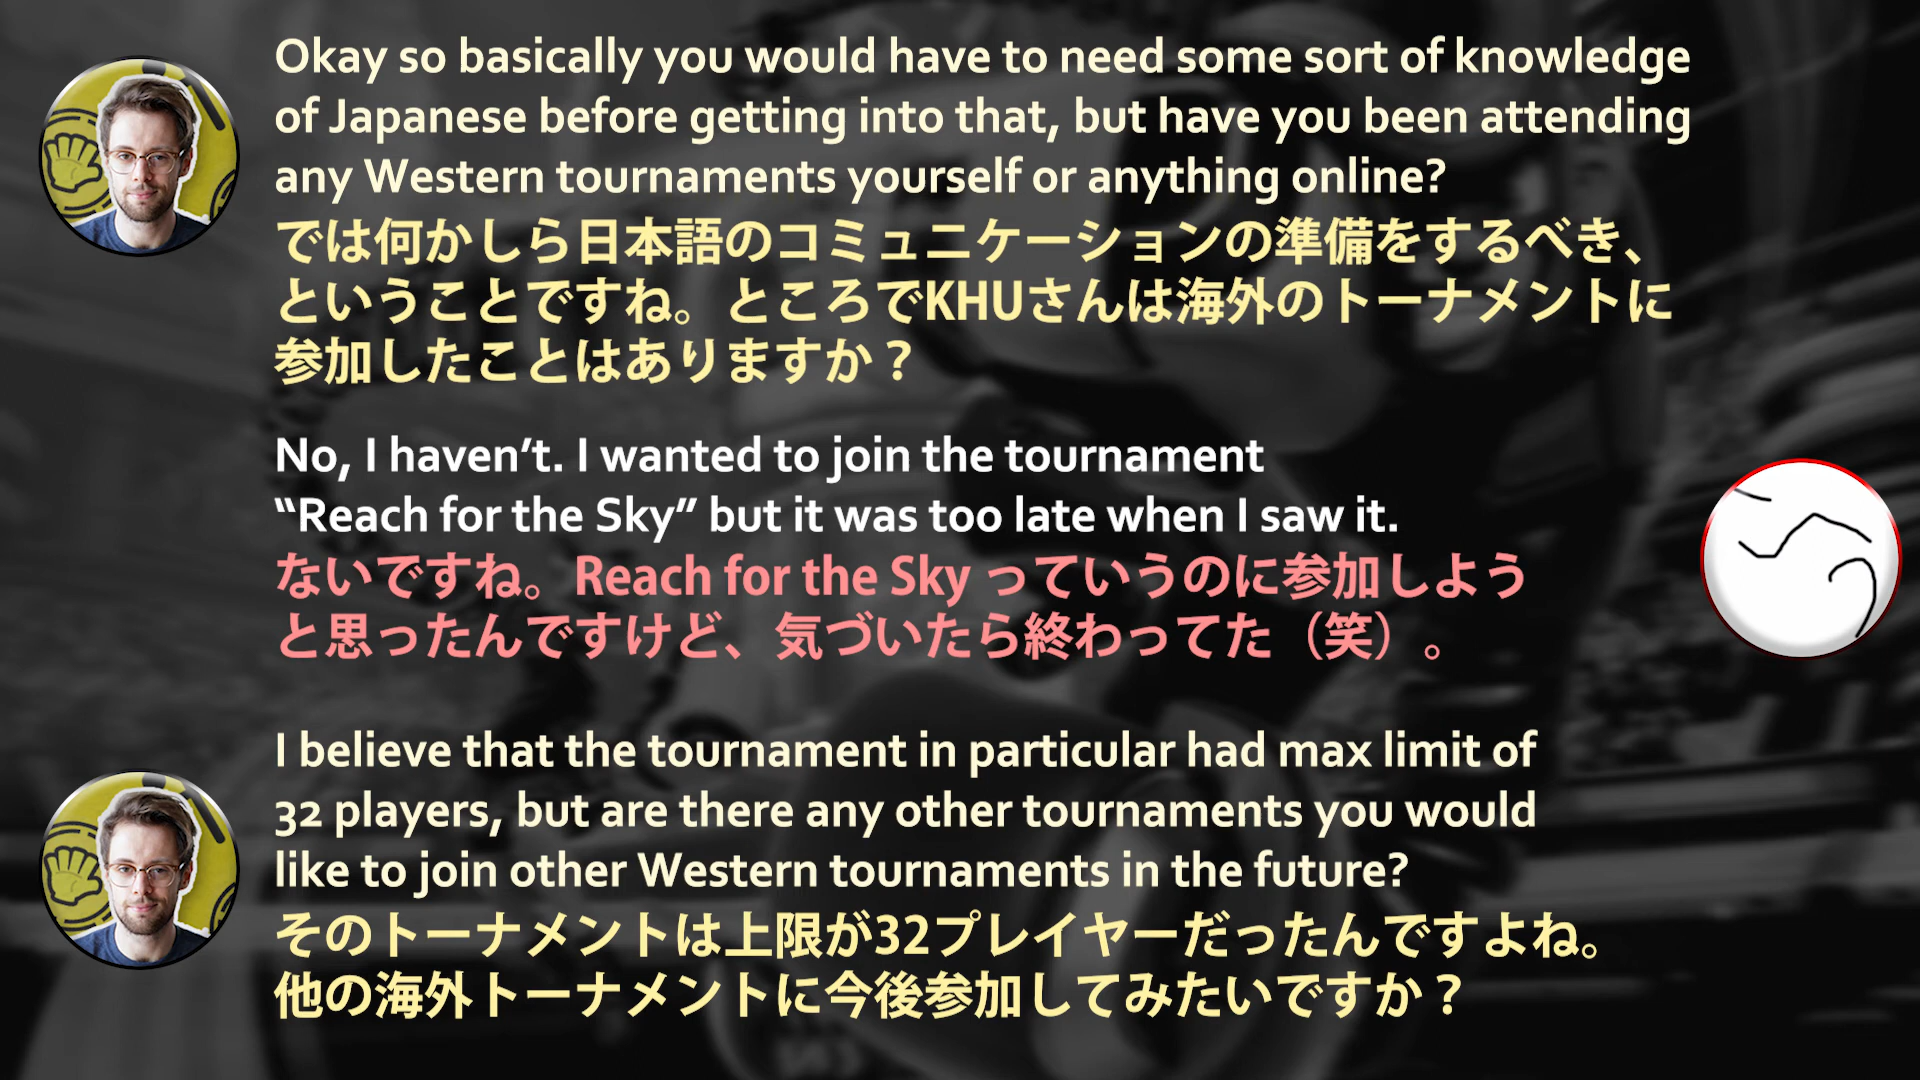 Okay so basically you would have to need some sort of knowledge
of Japanese before getting into that, but have you been attending
any Western tournaments yourself or anything online?
では何かしら日本語のコミュニケーションの準備をするべき、
ということですね。ところでKHUさんは海外のトーナメントに
参加したことはありますか？
No, I haven’t. I wanted to join the tournament
“Reach for the Sky” but it was too late when I saw it.
ないですね。Reach for the Sky っていうのに参加しよう
と思ったんですけど、気づいたら終わってた（笑）。
I believe that the tournament in particular had max limit of
32 players, but are there any other tournaments you would
like to join other Western tournaments in the future?
そのトーナメントは上限が32プレイヤーだったんですよね。
他の海外トーナメントに今後参加してみたいですか？